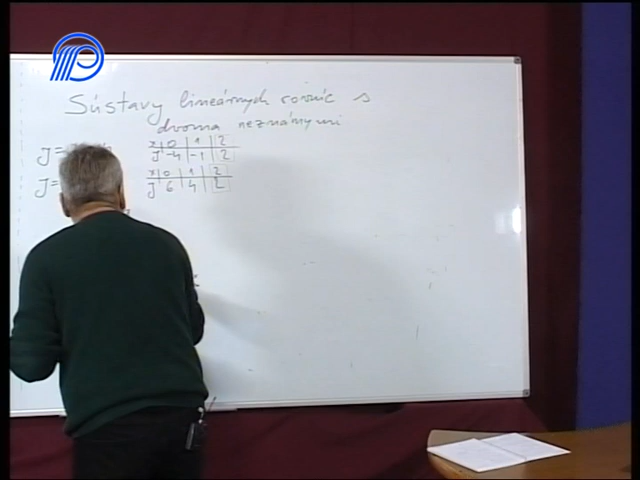 Sústavy lineárnych rovníc s
dvoma neznámymi
y=
x 0 1 2
y -4 -1 2
y=
x 0 1 2
y 6 4 2